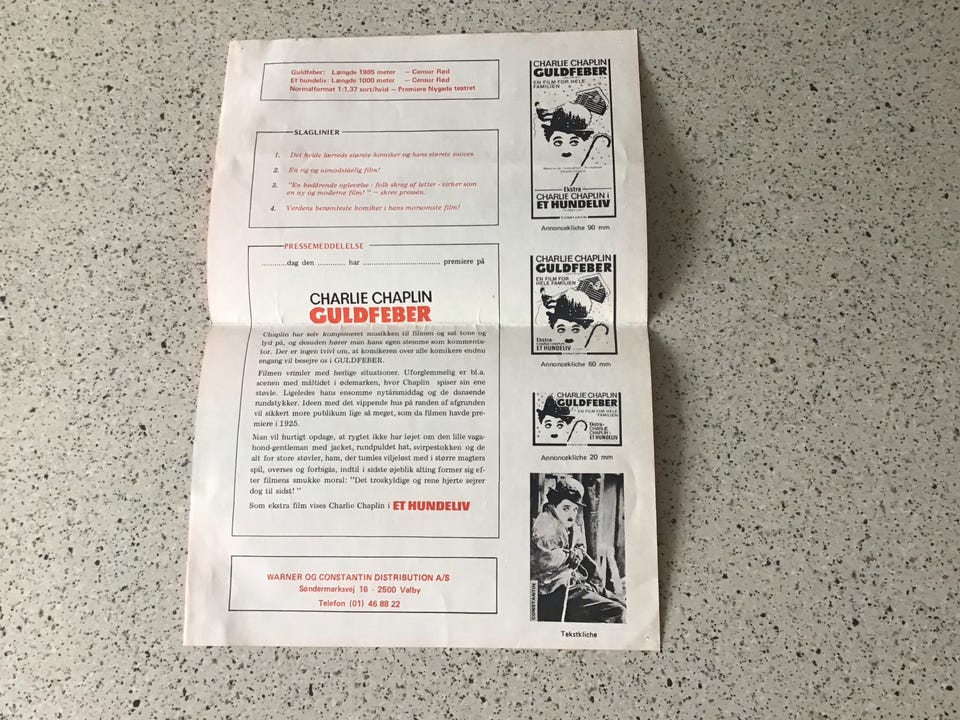 Guldfeber: Længde 1985 meter — Censur Rød
Et hundeliv: Længde 1000 meter — Censur Rød
Normalformat 1:1,37 sort/hvid — Premiere Nygade teatret
SLAGLINIER
1. Det hvide lærreds største komiker og hans største succes.
2. En rig og uimodståelig film!
3. "En bedårende oplevelse - folk skreg af latter - virker som
en ny og moderne film!" — skrev pressen.
4. Verdens berømteste komiker i hans morsomste film!
PRESSEMEDDELELSE
............dag den ............. har .................................... premiere på
CHARLIE CHAPLIN
GULDFEBER
Chaplin har selv komponeret musikken til filmen og sat tone og
lyd på, og desuden hører man hans egen stemme som kommenta-
tor. Der er ingen tvivl om, at komikeren over alle komikere endnu
engang vil besejre os i GULDFEBER.
Filmen vrimler med herlige situationer. Uforglemmelig er bl.a.
scenen med måltidet i ødemarken, hvor Chaplin spiser sin ene
støvle. Ligeledes hans ensomme nytårsmiddag og de dansende
rundstykker. Ideen med det vippende hus på randen af afgrunden
vil sikkert more publikum lige så meget, som da filmen havde pre-
miere i 1925.
Man vil hurtigt opdage, at rygtet ikke har løjet om den lille vaga-
bond-gentleman med jacket, rundpuldet hat, svirpestokken og de
alt for store støvler, ham, der tumles viljeløst med i større magters
spil, overses og forbigås, indtil i sidste øjeblik alting former sig ef-
ter filmens smukke moral: "Det troskyldige og rene hjerte sejrer
dog til sidst!"
Som ekstra film vises Charlie Chaplin i ET HUNDELIV
WARNER OG CONSTANTIN DISTRIBUTION A/S
Søndermarksvej 16 - 2500 Valby
Telefon (01) 46 88 22
CHARLIE CHAPLIN
GULDFEBER
EN FILM FOR HELE
FAMILIEN
Ekstra
CHARLIE CHAPLIN i
ET HUNDELIV
Annoncekliche 90 mm
CHARLIE CHAPLIN
GULDFEBER
EN FILM FOR
HELE FAMILIEN
Ekstra-
ET HUNDELIV
Annoncekliche 60 mm
CHARLIE CHAPLIN
GULDFEBER
EN FILM FOR HELE
FAMILIEN
Ekstra-
CHARLIE
CHAPLIN i
ET HUNDELIV
Annoncekliche 20 mm
CONSTANTIN
Tekstkliche